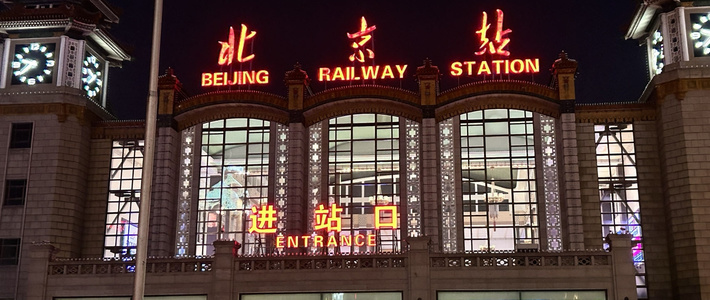 北京站
BEIJING RAILWAY STATION
进站口
ENTRANCE